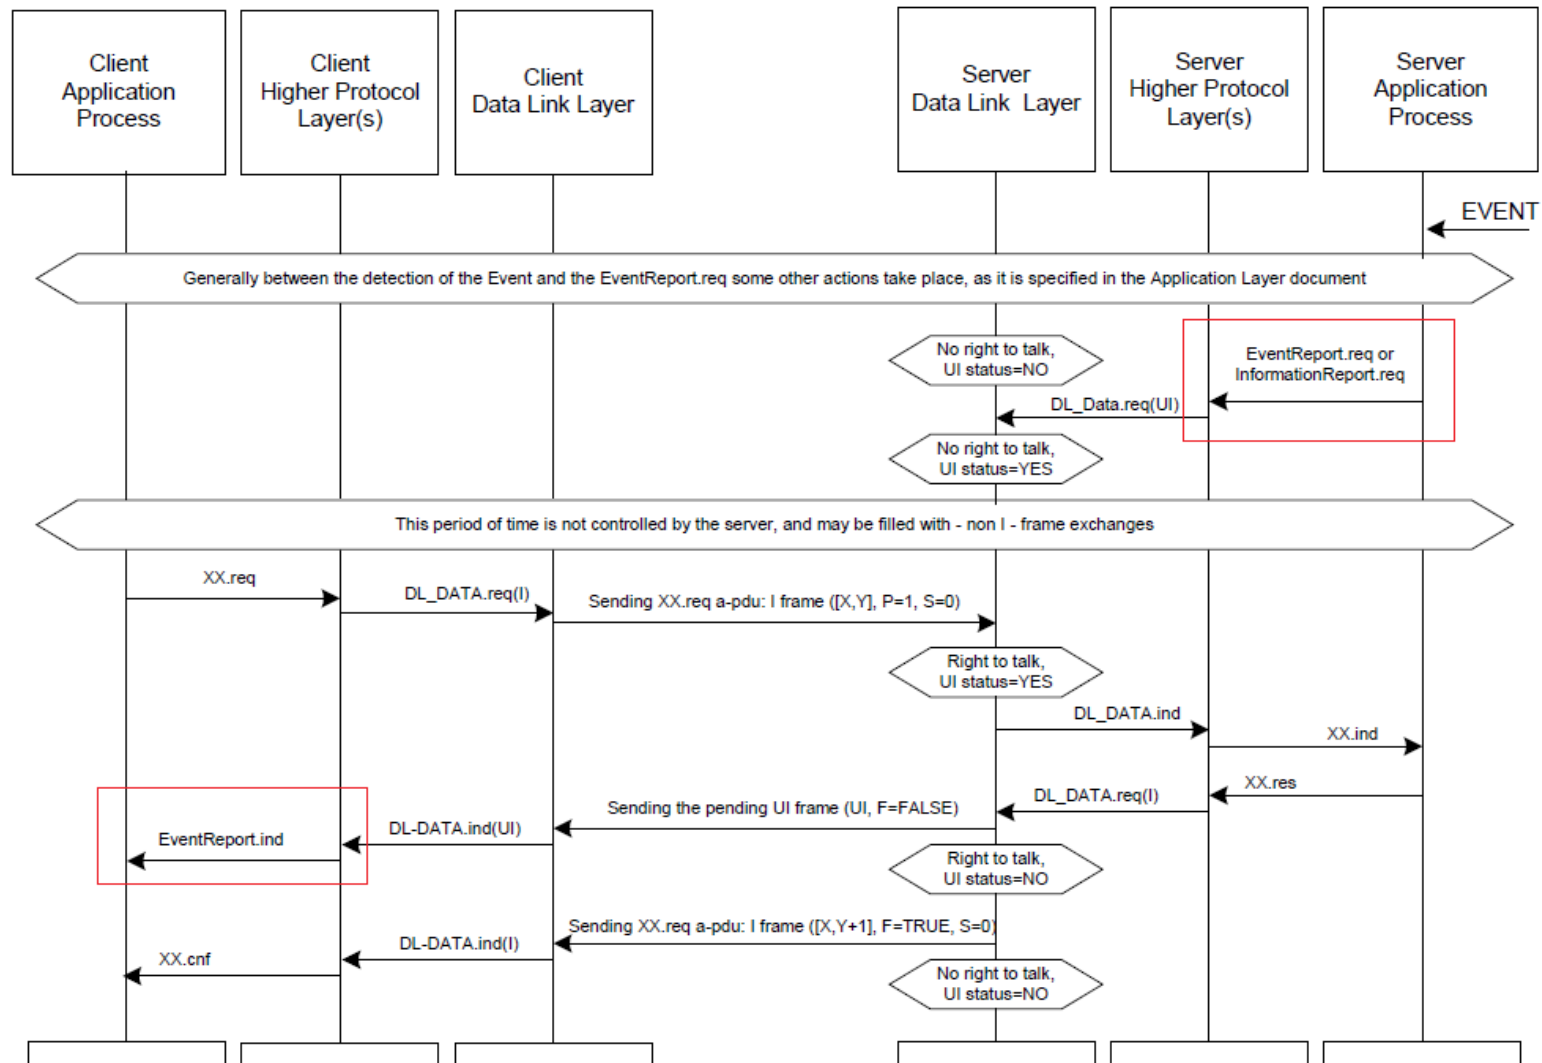 Client
Application
Process
Client
Higher Protocol
Layer(s)
Client
Data Link Layer
Server
Data Link Layer
Server
Higher Protocol
Layer(s)
Server
Application
Process
EVENT
Generally between the detection of the Event and the EventReport.req some other actions take place, as it is specified in the Application Layer document
No right to talk,
UI status=NO
EventReport.req or
InformationReport.req
DL_Data.req(UI)
No right to talk,
UI status=YES
This period of time is not controlled by the server, and may be filled with - non I - frame exchanges
XX.req
DL_DATA.req(I)
Sending XX.req a-pdu: I frame ([X,Y], P=1, S=0)
Right to talk,
UI status=YES
DL_DATA.ind
XX.ind
XX.res
DL_DATA.req(I)
Sending the pending UI frame (UI, F=FALSE)
DL-DATA.ind(UI)
EventReport.ind
Right to talk,
UI status=NO
Sending XX.req a-pdu: I frame ([X,Y+1], F=TRUE, S=0)
DL-DATA.ind(I)
XX.cnf
No right to talk,
UI status=NO